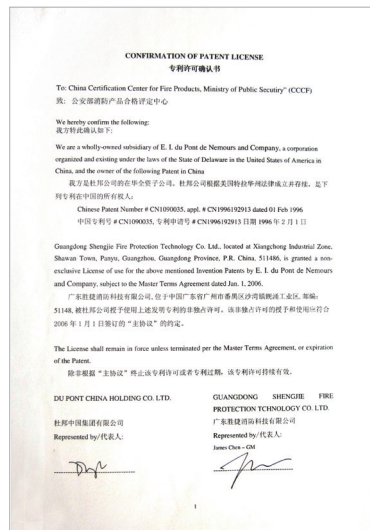 CONFIRMATION OF PATENT LICENSE
专利许可确认书
To: China Certification Center for Fire Products, Ministry of Public Secutiry" (CCCF)
致: 公安部消防产品合格评定中心
We hereby confirm the following:
我方特此确认如下:
We are a wholly-owned subsidiary of E. I. du Pont de Nemours and Company, a corporation
organized and existing under the laws of the State of Delaware in the United States of America in
China, and the owner of the following Patent in China
我方是杜邦公司的在华全资子公司。杜邦公司根据美国特拉华州法律成立并存续, 是下
列专利在中国的所有权人:
Chinese Patent Number # CN1090035, appl. # CN1996192913 dated 01 Feb 1996
中国专利号 # CN1090035, 专利申请号 # CN1996192913 日期 1996 年 2 月 1 日
Guangdong Shengjie Fire Protection Technology Co. Ltd., located at Xiangchong Industrial Zone,
Shawan Town, Panyu, Guangzhou, Guangdong Province, P.R. China, 511486, is granted a non-
exclusive License of use for the above mentioned Invention Patents by E. I. du Pont de Nemours
and Company, subject to the Master Terms Agreement dated Jan. 1, 2006.
广东胜捷消防科技有限公司, 位于中国广东省广州市番禺区沙湾镇蚬涌工业区, 邮编:
51148, 被杜邦公司授予使用上述发明专利的非独占许可。该非独占许可的授予和使用应符合
2006 年 1 月 1 日签订的“主协议”的约定。
The License shall remain in force unless terminated per the Master Terms Agreement, or expiration
of the Patent.
除非根据“主协议”终止该专利许可或者专利过期, 该专利许可持续有效。
DU PONT CHINA HOLDING CO. LTD.
杜邦中国集团有限公司
Represented by/代表人:
GUANGDONG SHENGJIE FIRE
PROTECTION TCHNOLOGY CO. LTD.
广东胜捷消防科技有限公司
Represented by/代表人:
James Chen – GM
1